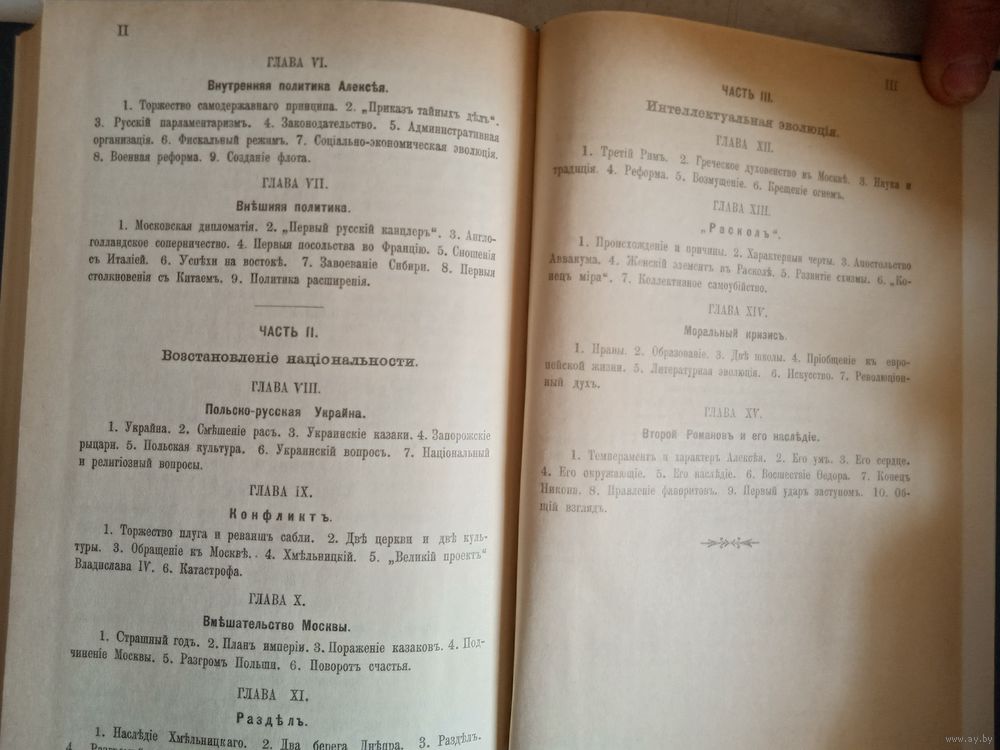 II
ГЛАВА VI.
Внутренняя политика Алексѣя.
1. Торжество самодержавнаго принципа. 2. „Приказъ тайныхъ дѣлъ“.
3. Русскій парламентаризмъ. 4. Законодательство. 5. Административная
организація. 6. Фискальный режимъ. 7. Соціально-экономическая эволюція.
8. Военная реформа. 9. Созданіе флота.
ГЛАВА VII.
Внѣшняя политика.
1. Московская дипломатія. 2. „Первый русскій канцлеръ“. 3. Англо-
голландское соперничество. 4. Первыя посольства во Францію. 5. Сношенія
съ Италіей. 6. Успѣхи на востокѣ. 7. Завоеваніе Сибири. 8. Первыя
столкновенія съ Китаемъ. 9. Политика расширенія.
ЧАСТЬ II.
Возстановленіе національности.
ГЛАВА VIII.
Польско-русская Украйна.
1. Украйна. 2. Смѣшеніе расъ. 3. Украинскіе казаки. 4. Запорожскіе
рыцари. 5. Польская культура. 6. Украинскій вопросъ. 7. Національный
и религіозный вопросы.
ГЛАВА IX.
Конфликтъ.
1. Торжество плуга и реваншъ сабли. 2. Двѣ церкви и двѣ куль-
туры. 3. Обращеніе къ Москвѣ. 4. Хмѣльницкій. 5. „Великій проектъ“
Владислава IV. 6. Катастрофа.
ГЛАВА X.
Вмѣшательство Москвы.
1. Страшный годъ. 2. Планъ имперіи. 3. Пораженіе казаковъ. 4. Под-
чиненіе Москвы. 5. Разгромъ Польши. 6. Поворотъ счастья.
ГЛАВА XI.
Раздѣлъ.
1. Наслѣдіе Хмѣльницкаго. 2. Два берега Днѣпра. 3. Раздѣлъ.
4.
III
ЧАСТЬ III.
Интеллектуальная эволюція.
ГЛАВА XII.
1. Третій Римъ. 2. Греческое духовенство въ Москвѣ. 3. Наука и
традиція. 4. Реформа. 5. Возмущеніе. 6. Крещеніе огнемъ.
ГЛАВА XIII.
„Расколъ“.
1. Происхожденіе и причины. 2. Характерныя черты. 3. Апостольство
Аввакума. 4. Женскій элементъ въ Расколѣ. 5. Развитіе схизмы. 6. „Ко-
нецъ міра“. 7. Коллективное самоубійство.
ГЛАВА XIV.
Моральный кризисъ.
1. Нравы. 2. Образованіе. 3. Двѣ школы. 4. Пріобщеніе къ евро-
пейской жизни. 5. Литературная эволюція. 6. Искусство. 7. Революціон-
ный духъ.
ГЛАВА XV.
Второй Романовъ и его наслѣдіе.
1. Темпераментъ и характеръ Алексѣя. 2. Его умъ. 3. Его сердце.
4. Его окружающіе. 5. Его наслѣдіе. 6. Восшествіе Ѳедора. 7. Конецъ
Никона. 8. Правленіе фаворитовъ. 9. Первый ударъ заступомъ. 10. Об-
щій взглядъ.
www.ay.by